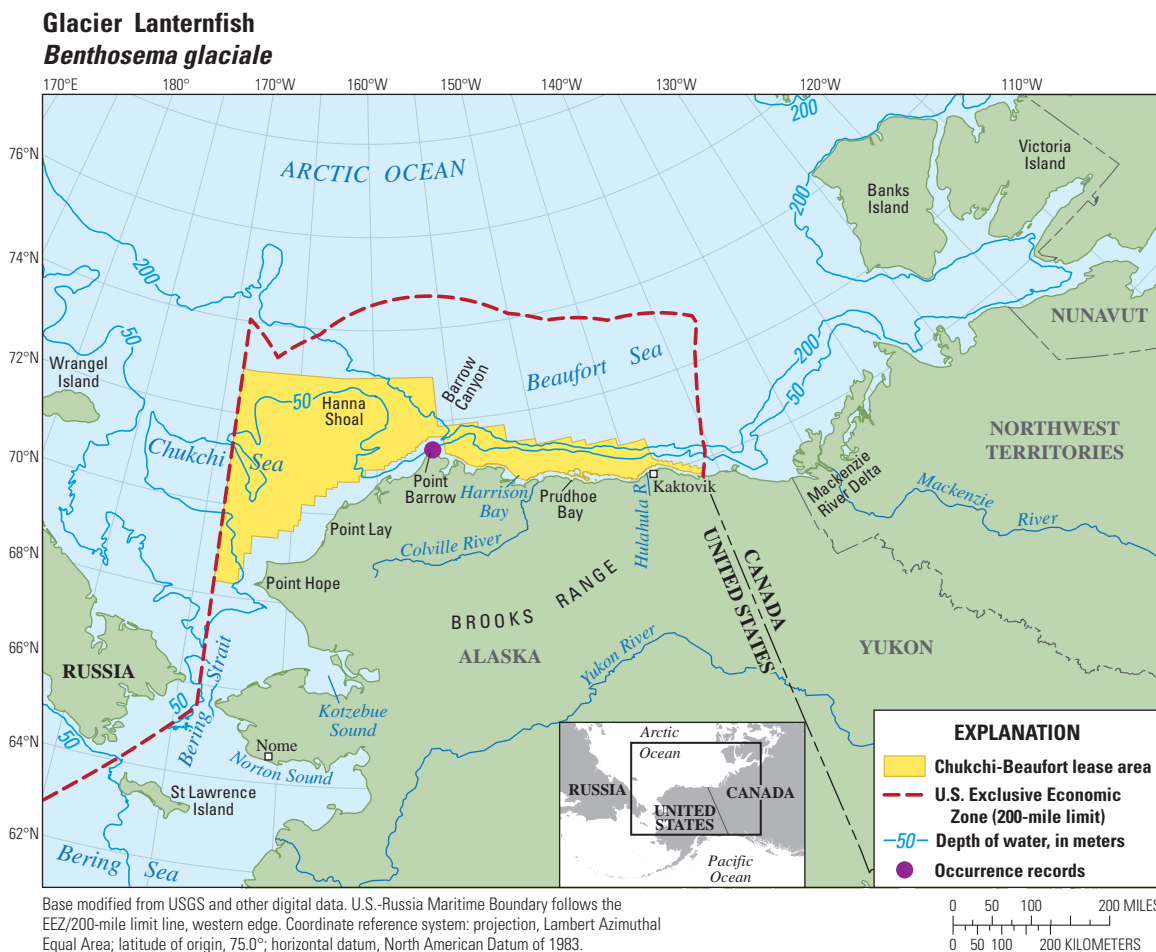 Glacier Lanternfish
Benthosema glaciale
170°E
180°
170°W
160°W
150°W
140°W
130°W
120°W
110°W
76°N
74°N
72°N
70°N
68°N
66°N
64°N
62°N
200
200
200
200
50
50
50
50
50
ARCTIC OCEAN
Victoria
Island
Banks
Island
NUNAVUT
Wrangel
Island
Beaufort Sea
Barrow
Canyon
Hanna
Shoal
Chukchi Sea
NORTHWEST
TERRITORIES
Point
Barrow
Harrison
Bay
Prudhoe
Bay
Hulahula R
Kaktovik
Mackenzie
River Delta
Mackenzie River
Point Lay
Colville River
Point Hope
BROOKS RANGE
CANADA
UNITED STATES
ALASKA
YUKON
RUSSIA
Bering Strait
Yukon River
Kotzebue
Sound
Nome
Norton Sound
St Lawrence
Island
Bering Sea
Arctic
Ocean
RUSSIA
UNITED
STATES
CANADA
Pacific
Ocean
EXPLANATION
Chukchi-Beaufort lease area
U.S. Exclusive Economic
Zone (200-mile limit)
50 Depth of water, in meters
Occurrence records
Base modified from USGS and other digital data. U.S.-Russia Maritime Boundary follows the
EEZ/200-mile limit line, western edge. Coordinate reference system: projection, Lambert Azimuthal
Equal Area; latitude of origin, 75.0°; horizontal datum, North American Datum of 1983.
0 50 100 200 MILES
0 50 100 200 KILOMETERS